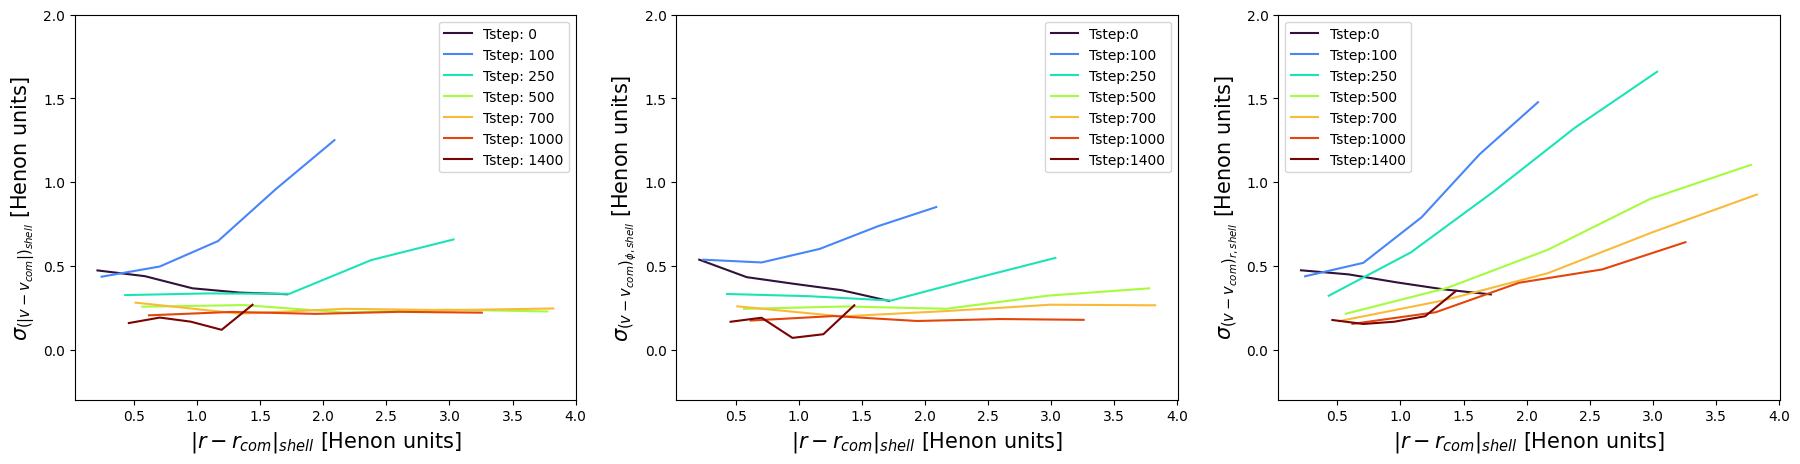 2.0
1.5
1.0
0.5
0.0
0.5 1.0 1.5 2.0 2.5 3.0 3.5 4.0
σ(|v − v_com|)_shell [Henon units]
|r − r_com|_shell [Henon units]
Tstep: 0
Tstep: 100
Tstep: 250
Tstep: 500
Tstep: 700
Tstep: 1000
Tstep: 1400
2.0
1.5
1.0
0.5
0.0
0.5 1.0 1.5 2.0 2.5 3.0 3.5 4.0
σ(v − v_com)_ϕ, shell [Henon units]
|r − r_com|_shell [Henon units]
Tstep:0
Tstep:100
Tstep:250
Tstep:500
Tstep:700
Tstep:1000
Tstep:1400
2.0
1.5
1.0
0.5
0.0
0.5 1.0 1.5 2.0 2.5 3.0 3.5 4.0
σ(v − v_com)_r, shell [Henon units]
|r − r_com|_shell [Henon units]
Tstep:0
Tstep:100
Tstep:250
Tstep:500
Tstep:700
Tstep:1000
Tstep:1400